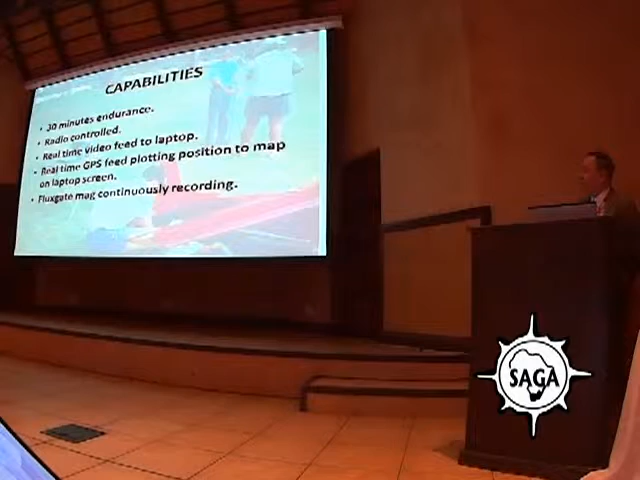 CAPABILITIES
• 30 minutes endurance.
• Radio controlled.
• Real time video feed to laptop.
• Real time GPS feed plotting position to map
on laptop screen.
• Fluxgate mag continuously recording.
SAGA